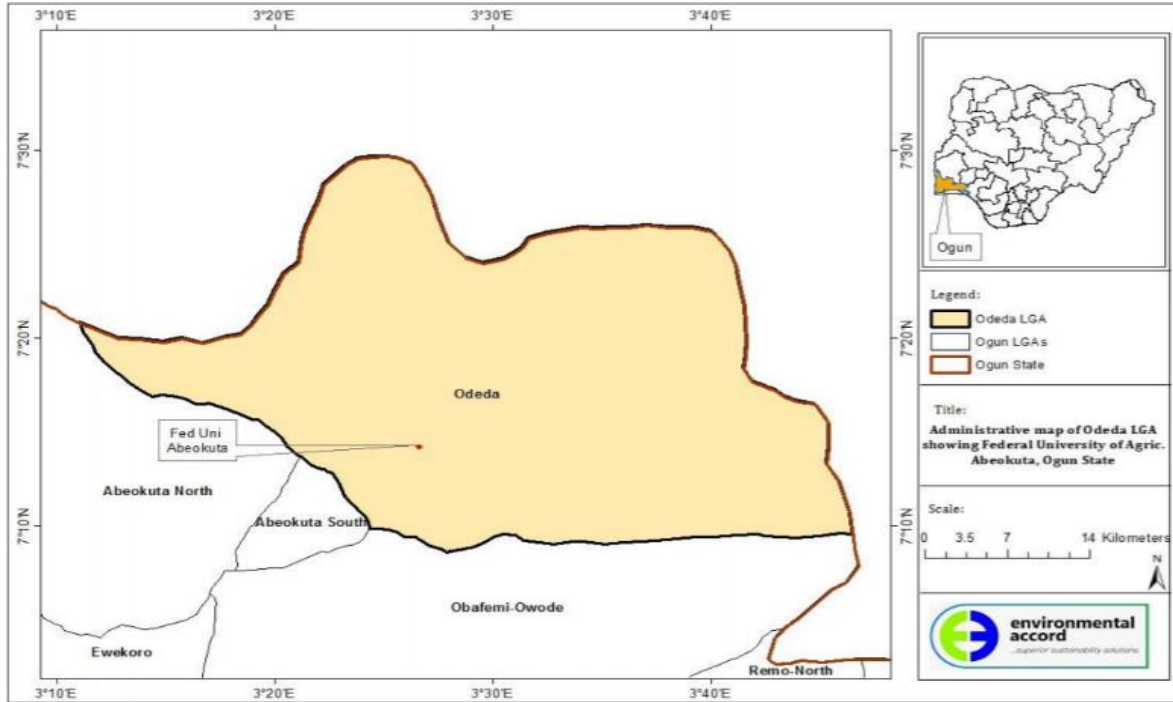 3°10'E 3°20'E 3°30'E 3°40'E
7°30'N 7°30'N
7°20'N 7°20'N
Odeda
Fed Uni
Abeokuta
Abeokuta North
Abeokuta South
7°10'N 7°10'N
Obafemi-Owode
Ewekoro
Remo-North
3°10'E 3°20'E 3°30'E 3°40'E
Ogun
Legend:
Odeda LGA
Ogun LGAs
Ogun State
Title:
Administrative map of Odeda LGA
showing Federal University of Agric.
Abeokuta, Ogun State
Scale:
0 3.5 7 14 Kilometers
N
environmental
accord
...superior sustainability solutions